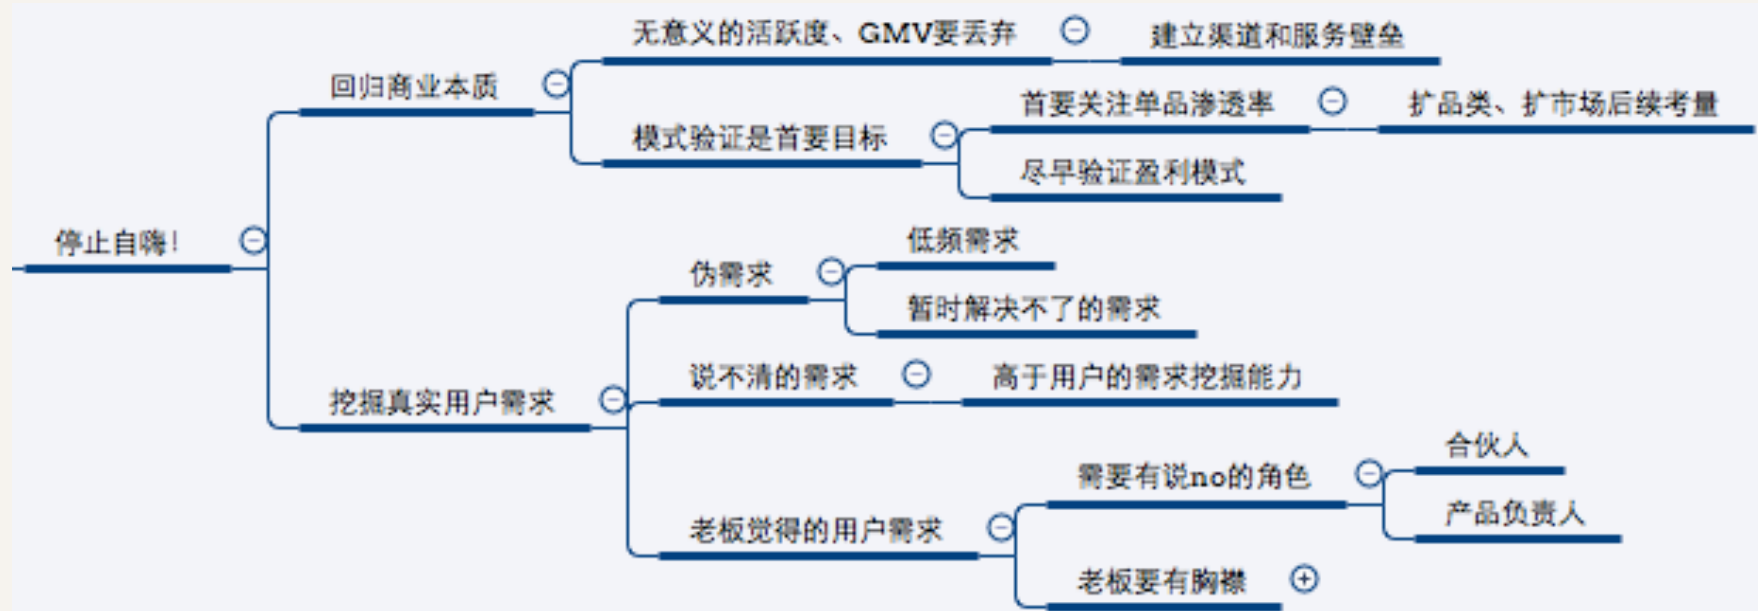 停止自嗨！
回归商业本质
无意义的活跃度、GMV要丢弃
建立渠道和服务壁垒
模式验证是首要目标
首要关注单品渗透率
扩品类、扩市场后续考量
尽早验证盈利模式
挖掘真实用户需求
伪需求
低频需求
暂时解决不了的需求
说不清的需求
高于用户的需求挖掘能力
老板觉得的用户需求
需要有说no的角色
合伙人
产品负责人
老板要有胸襟